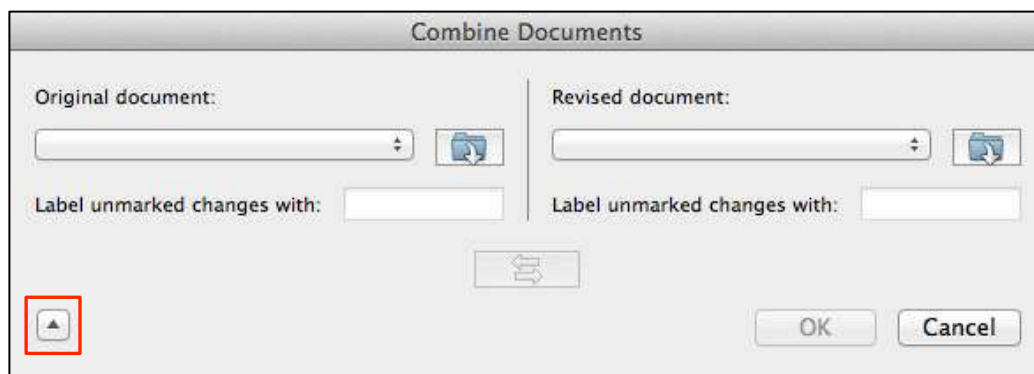 Combine Documents
Original document:
Revised document:
Label unmarked changes with:
Label unmarked changes with:
OK
Cancel